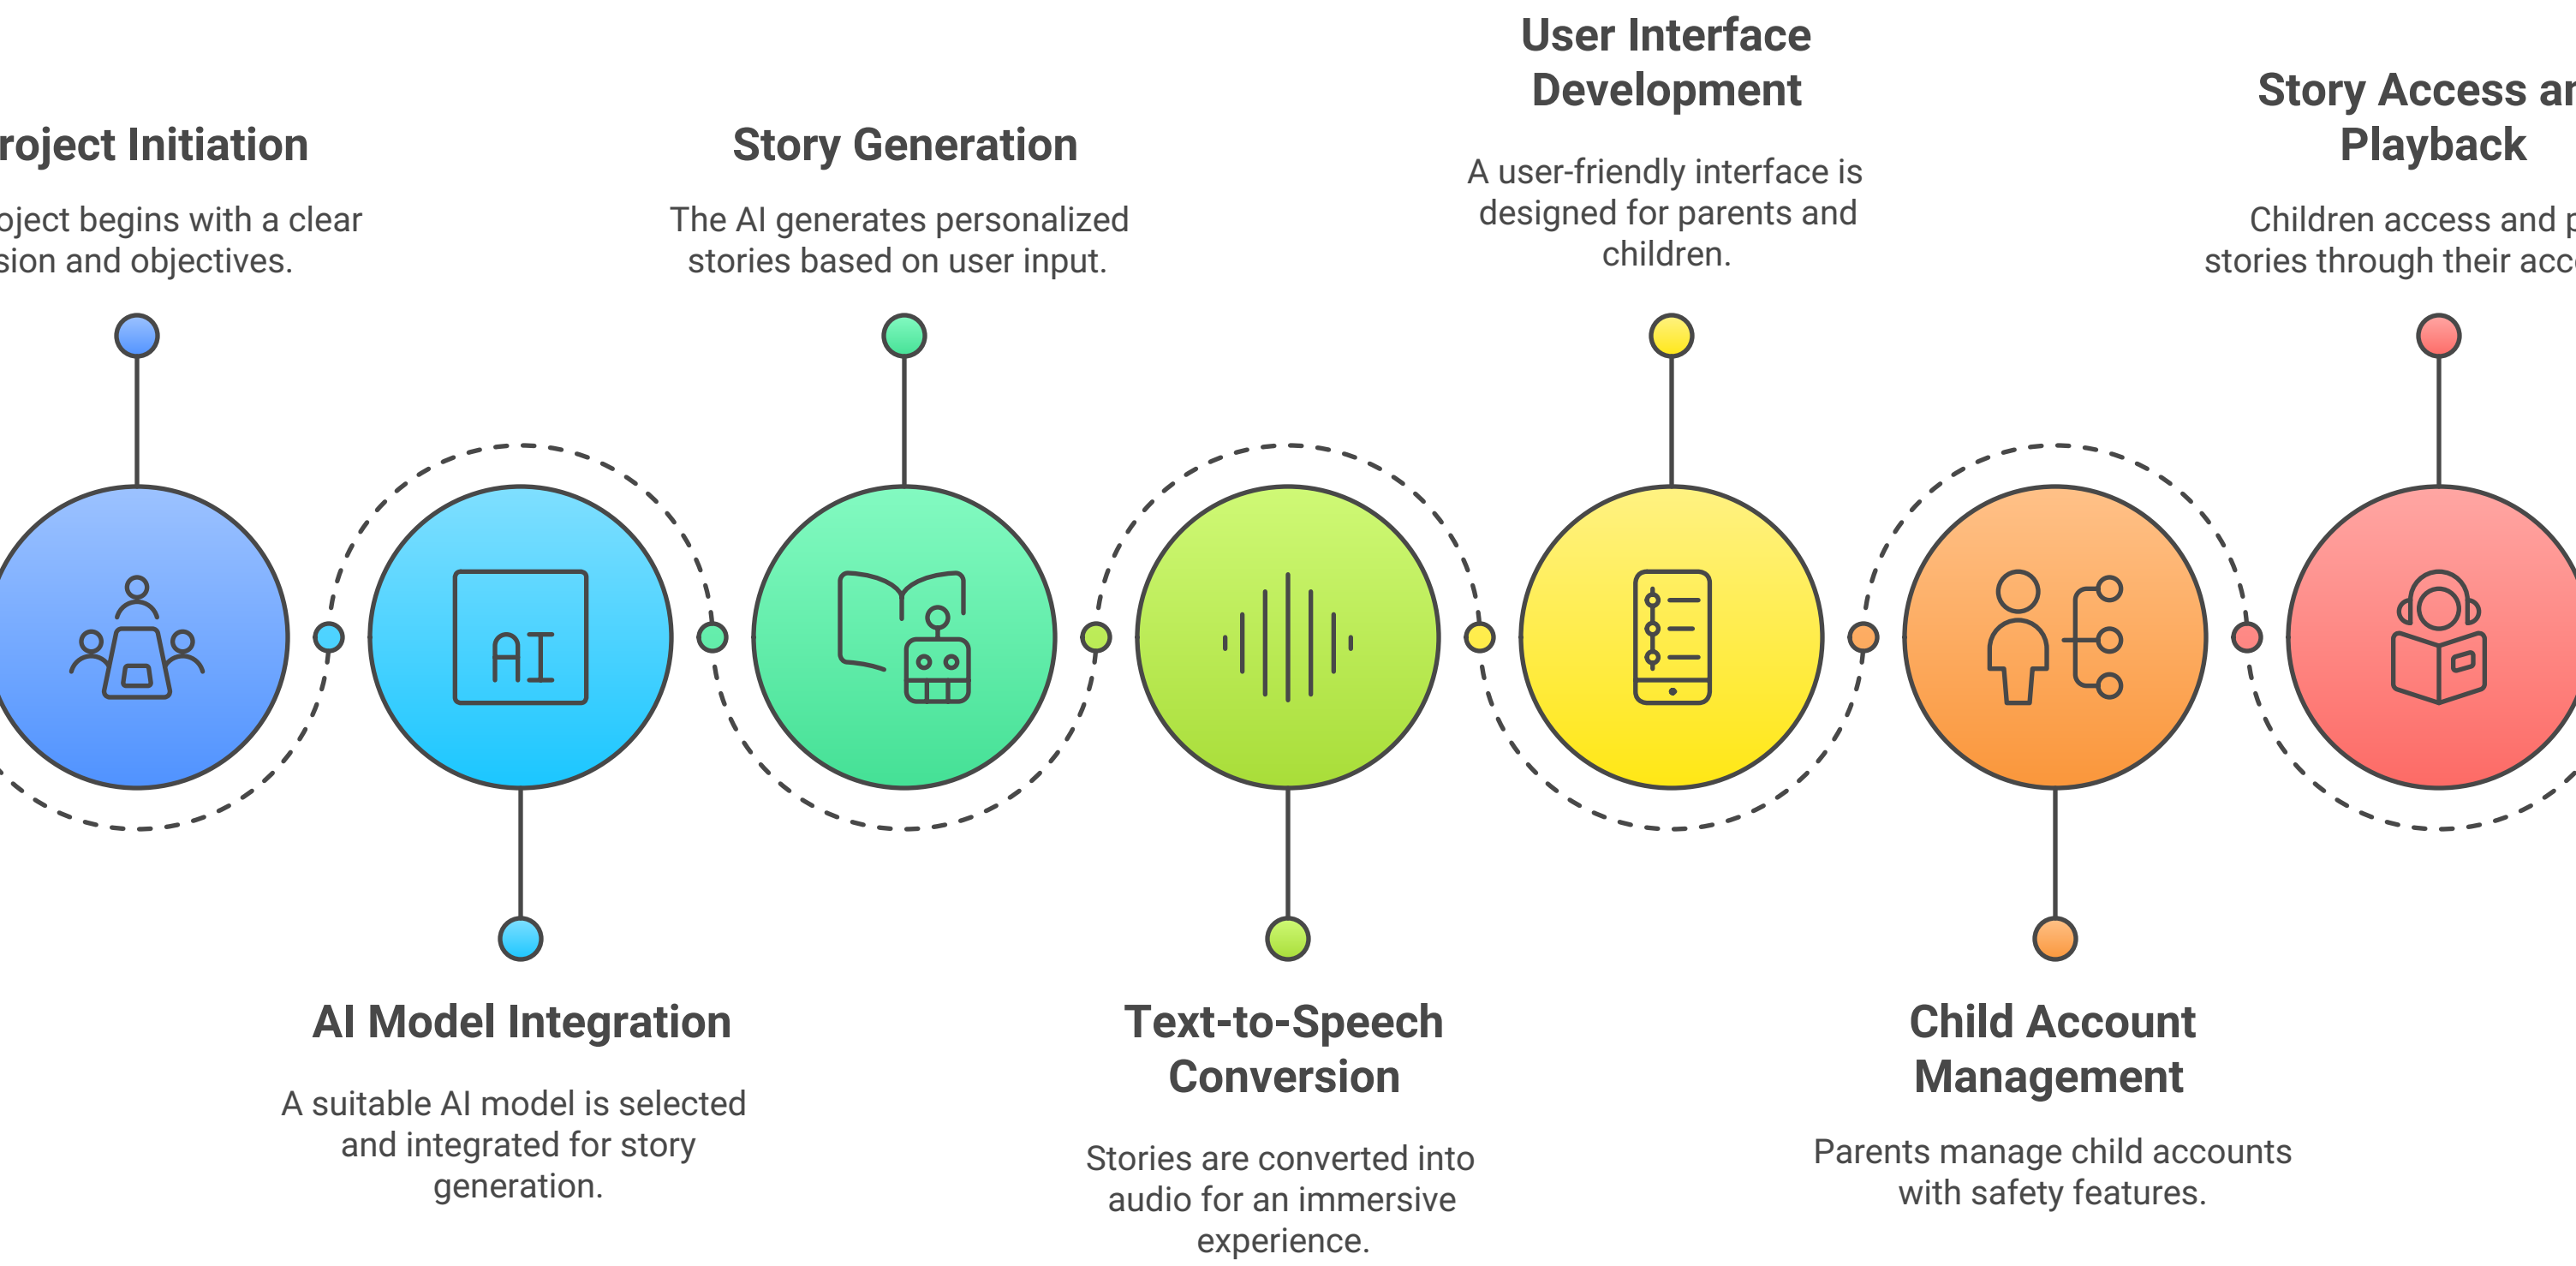 roject Initiation
oject begins with a clear
sion and objectives.
AI
AI Model Integration
A suitable AI model is selected
and integrated for story
generation.
Story Generation
The AI generates personalized
stories based on user input.
Text-to-Speech
Conversion
Stories are converted into
audio for an immersive
experience.
User Interface
Development
A user-friendly interface is
designed for parents and
children.
Child Account
Management
Parents manage child accounts
with safety features.
Story Access an
Playback
Children access and p
stories through their acc